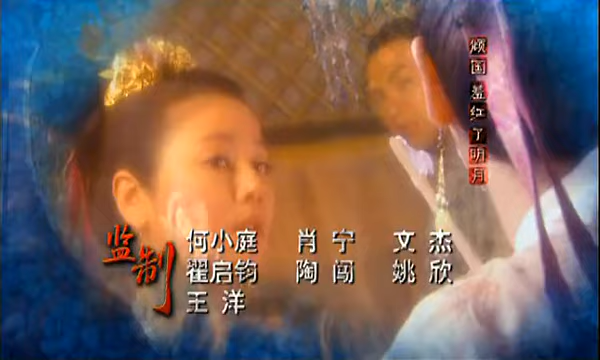 倾国羞红了明月
监制
何小庭 肖宁 文杰
翟启钧 陶闯 姚欣
王洋